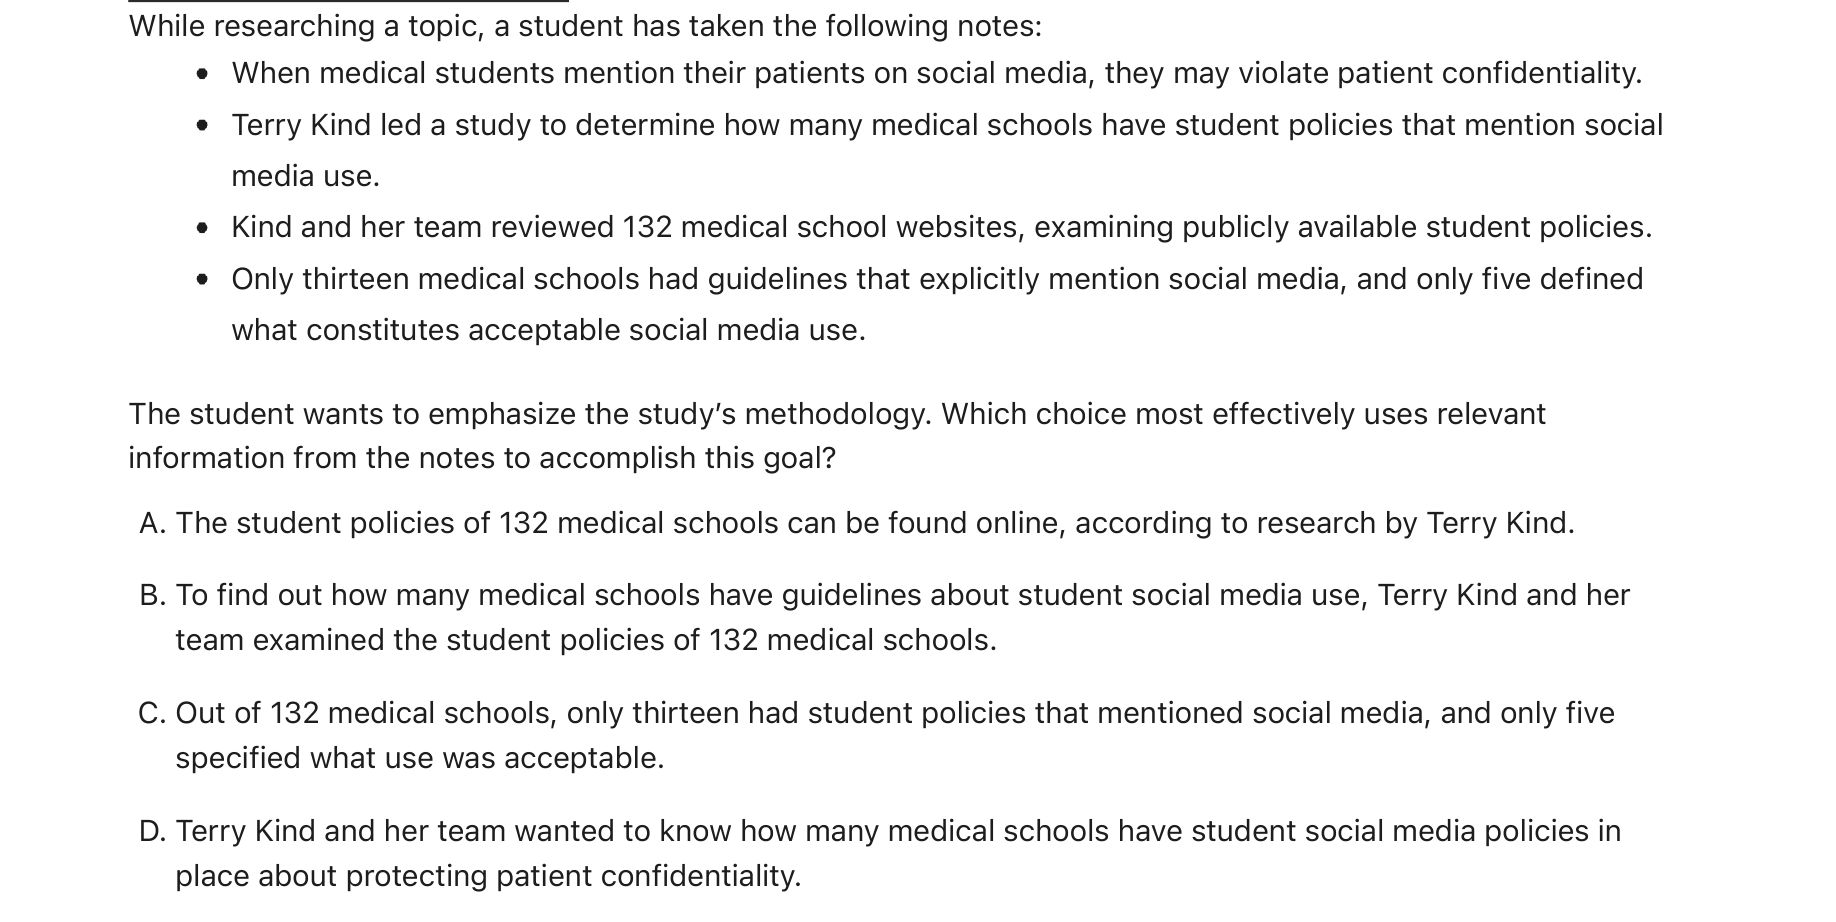 While researching a topic, a student has taken the following notes:
• When medical students mention their patients on social media, they may violate patient confidentiality.
• Terry Kind led a study to determine how many medical schools have student policies that mention social
media use.
• Kind and her team reviewed 132 medical school websites, examining publicly available student policies.
• Only thirteen medical schools had guidelines that explicitly mention social media, and only five defined
what constitutes acceptable social media use.
The student wants to emphasize the study’s methodology. Which choice most effectively uses relevant
information from the notes to accomplish this goal?
A. The student policies of 132 medical schools can be found online, according to research by Terry Kind.
B. To find out how many medical schools have guidelines about student social media use, Terry Kind and her
team examined the student policies of 132 medical schools.
C. Out of 132 medical schools, only thirteen had student policies that mentioned social media, and only five
specified what use was acceptable.
D. Terry Kind and her team wanted to know how many medical schools have student social media policies in
place about protecting patient confidentiality.